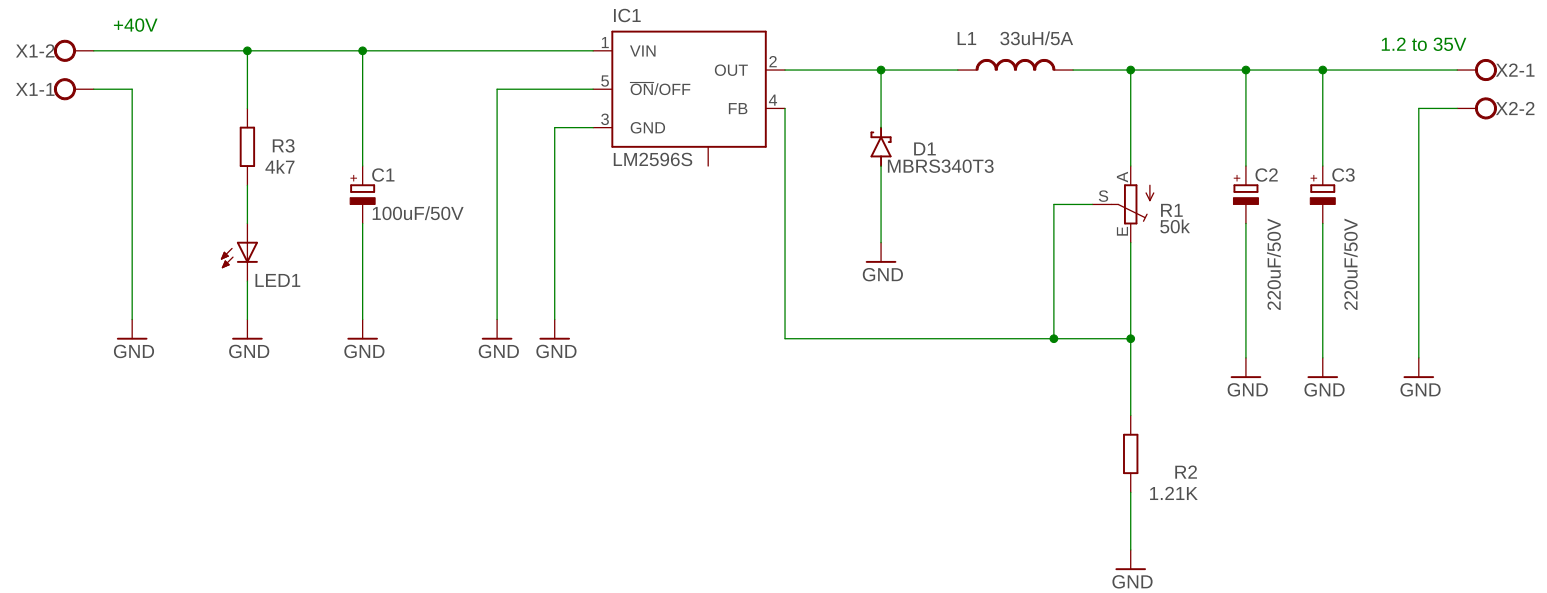 +40V
X1-2
X1-1
R3
4k7
LED1
C1
+
100uF/50V
GND
GND
GND
GND
GND
IC1
1
VIN
5
ON/OFF
3
GND
OUT
2
FB
4
LM2596S
L1
33uH/5A
D1
MBRS340T3
GND
A
S
E
R1
50k
R2
1.21K
GND
+
C2
220uF/50V
GND
+
C3
220uF/50V
GND
1.2 to 35V
X2-1
X2-2
GND